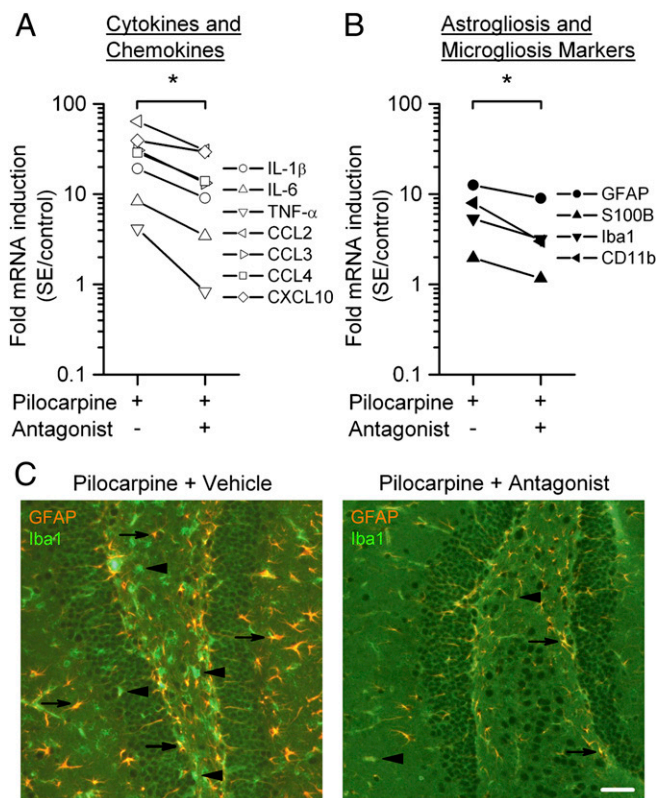 A
Cytokines and
Chemokines
*
Fold mRNA induction
(SE/control)
100
10
1
0.1
IL-1β
IL-6
TNF-α
CCL2
CCL3
CCL4
CXCL10
Pilocarpine + +
Antagonist - +
B
Astrogliosis and
Microgliosis Markers
*
Fold mRNA induction
(SE/control)
100
10
1
0.1
GFAP
S100B
Iba1
CD11b
Pilocarpine + +
Antagonist - +
C
Pilocarpine + Vehicle
GFAP
Iba1
Pilocarpine + Antagonist
GFAP
Iba1